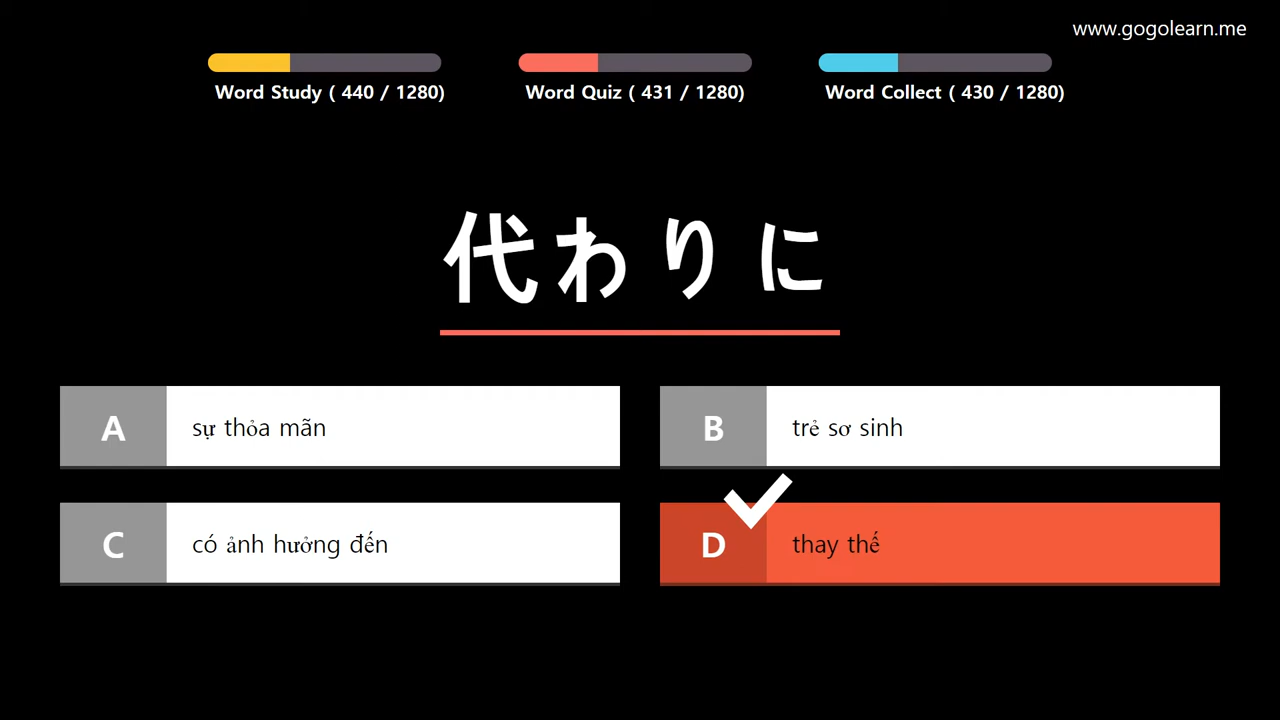 www.gogolearn.me
Word Study ( 440 / 1280)
Word Quiz ( 431 / 1280)
Word Collect ( 430 / 1280)
代わりに
A sự thỏa mãn
B trẻ sơ sinh
C có ảnh hưởng đến
D thay thế